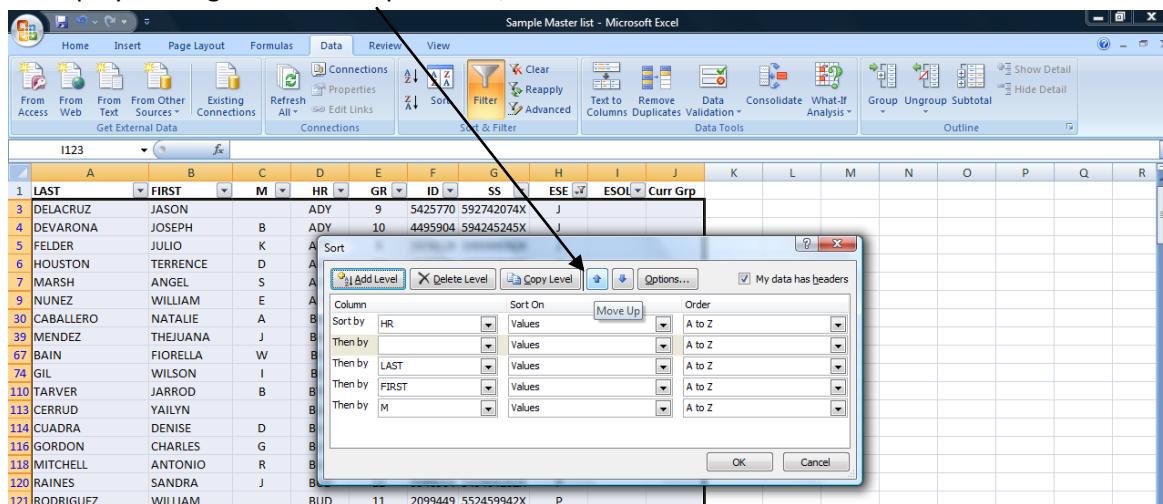 Sample Master list - Microsoft Excel
Home Insert Page Layout Formulas Data Review View
From Access
From Web
From Text
From Other Sources
Existing Connections
Get External Data
Refresh All
Connections
Properties
Edit Links
Connections
Sort
Filter
Clear
Reapply
Advanced
Sort & Filter
Text to Columns
Remove Duplicates
Data Validation
Consolidate
What-If Analysis
Data Tools
Group
Ungroup
Subtotal
Show Detail
Hide Detail
Outline
I123 fx
A B C D E F G H I J K L M N O P Q R
1 LAST FIRST M HR GR ID SS ESE ESOL Curr Grp
3 DELACRUZ JASON ADY 9 5425770 592742074X J
4 DEVARONA JOSEPH B ADY 10 4495904 594245245X J
5 FELDER JULIO K A
6 HOUSTON TERRENCE D A
7 MARSH ANGEL S A
9 NUNEZ WILLIAM E A
30 CABALLERO NATALIE A B
39 MENDEZ THEJUANA J B
67 BAIN FIORELLA W B
74 GIL WILSON I B
110 TARVER JARROD B B
113 CERRUD YAILYN B
114 CUADRA DENISE D B
116 GORDON CHARLES G B
118 MITCHELL ANTONIO R B
120 RAINES SANDRA J
121 RODRIGUEZ WILLIAM BUD 11 2099449 552459942X P
Sort
Add Level Delete Level Copy Level Options... My data has headers
Move Up
Column Sort On Order
Sort by HR Values A to Z
Then by Values A to Z
Then by LAST Values A to Z
Then by FIRST Values A to Z
Then by M Values A to Z
OK Cancel